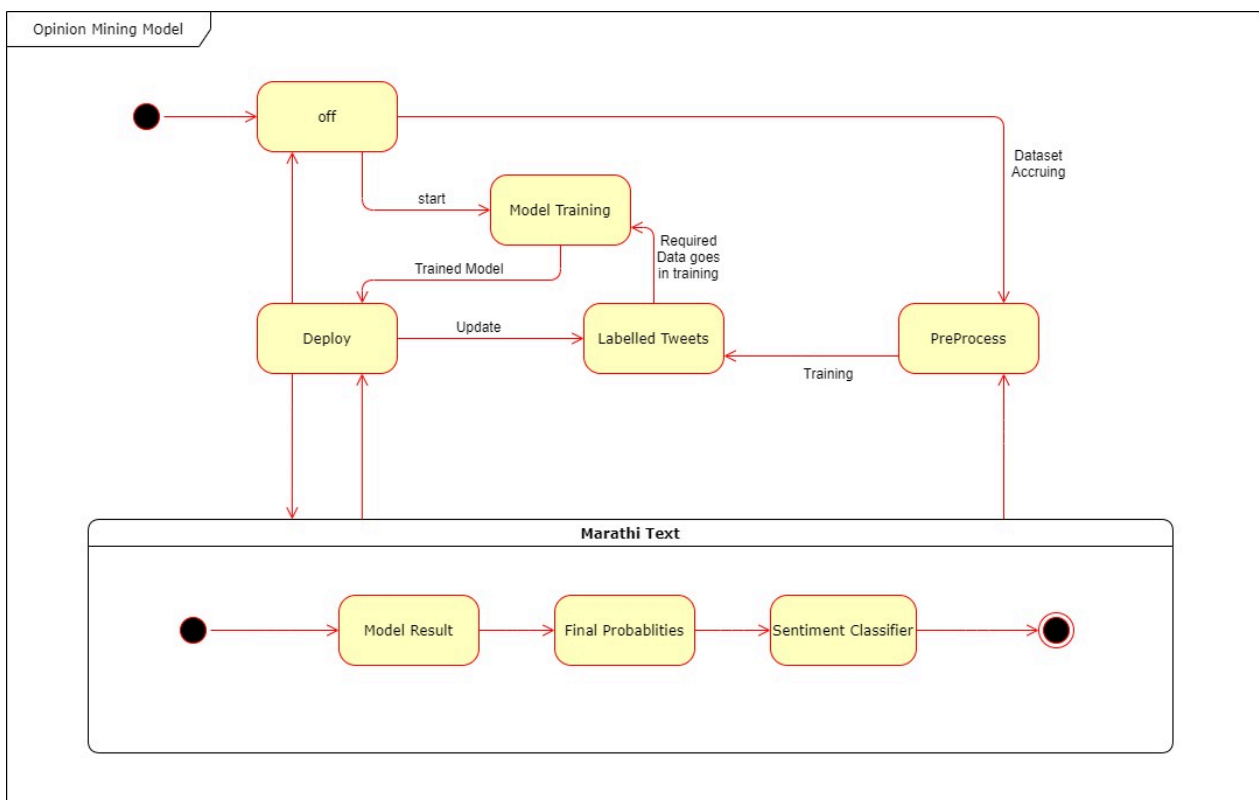 Opinion Mining Model
off
Dataset
Accruing
start
Model Training
Required
Data goes
in training
Trained Model
Deploy
Update
Labelled Tweets
PreProcess
Training
Marathi Text
Model Result
Final Probablities
Sentiment Classifier